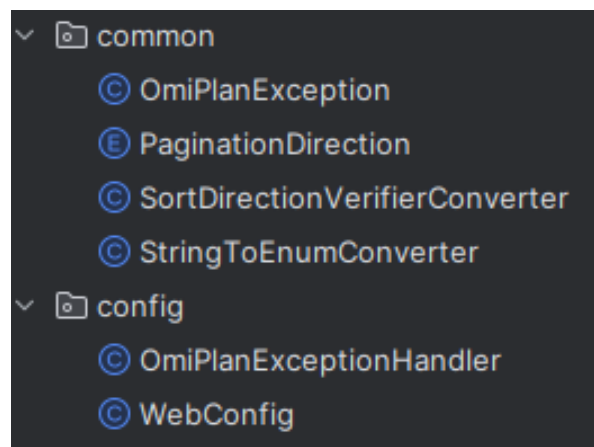 common
C OmiPlanException
E PaginationDirection
C SortDirectionVerifierConverter
C StringToEnumConverter
config
C OmiPlanExceptionHandler
C WebConfig